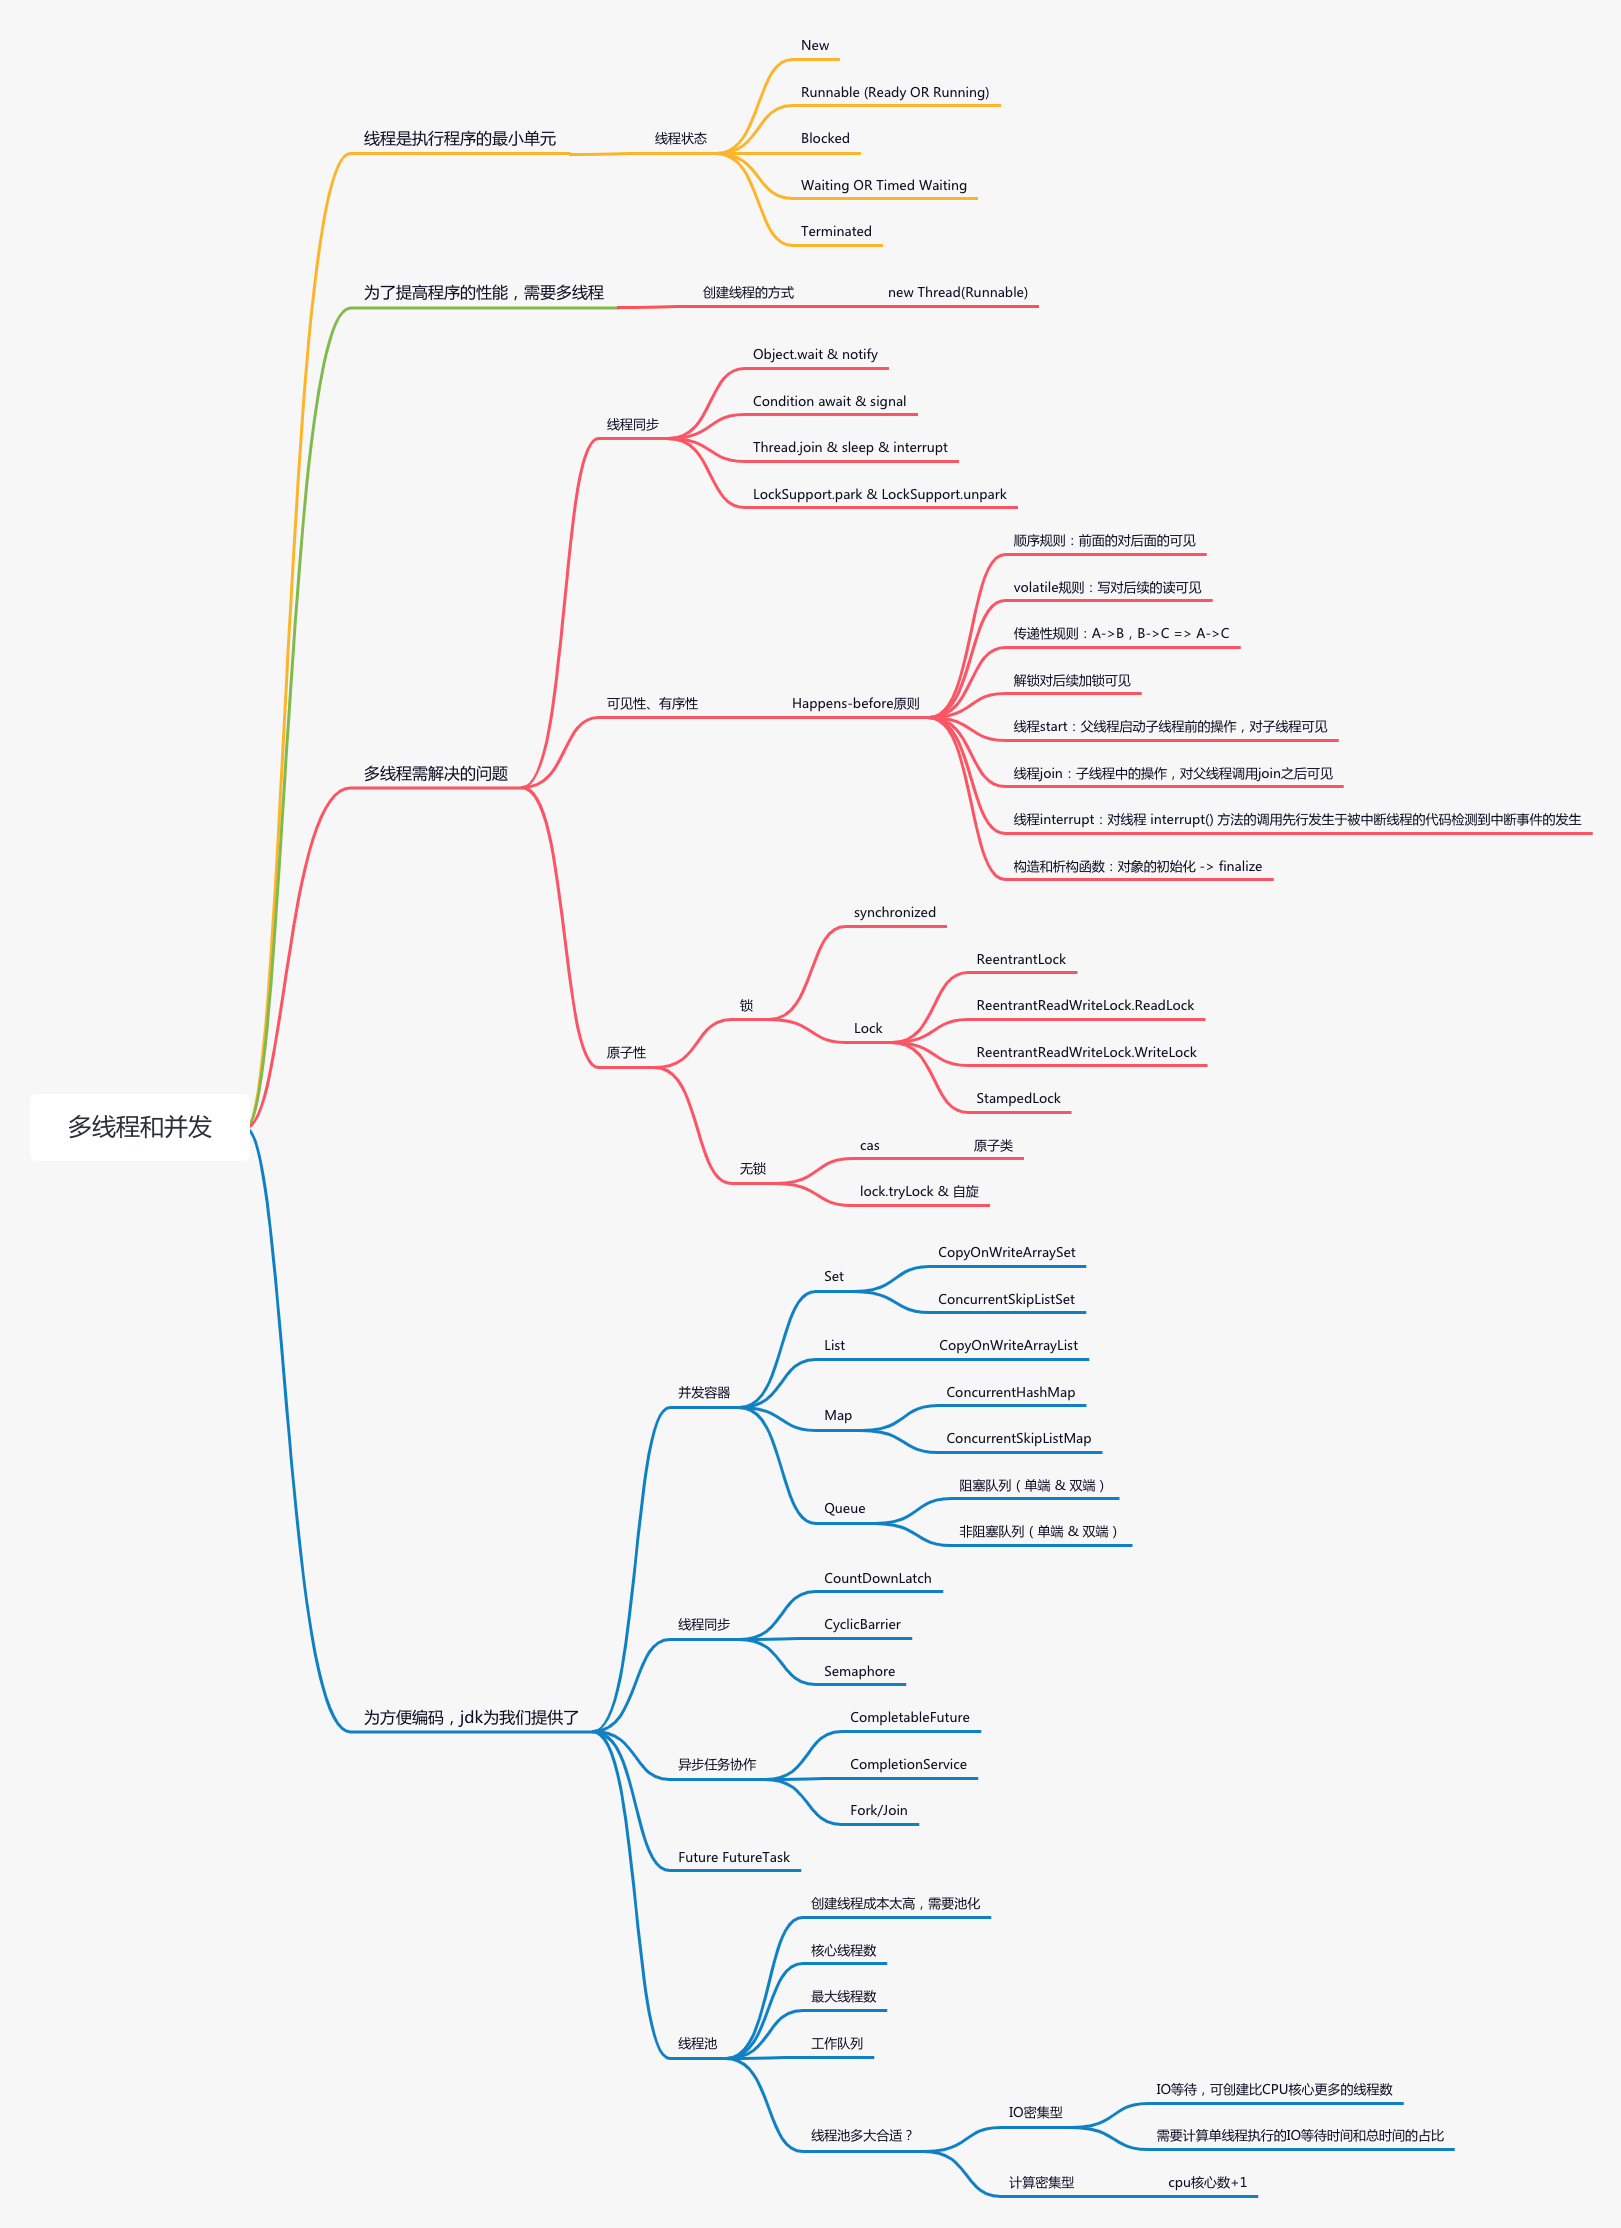 多线程和并发
线程是执行程序的最小单元
线程状态
New
Runnable (Ready OR Running)
Blocked
Waiting OR Timed Waiting
Terminated
为了提高程序的性能，需要多线程
创建线程的方式
new Thread(Runnable)
多线程需解决的问题
线程同步
Object.wait & notify
Condition await & signal
Thread.join & sleep & interrupt
LockSupport.park & LockSupport.unpark
可见性、有序性
Happens-before原则
顺序规则：前面的对后面的可见
volatile规则：写对后续的读可见
传递性规则：A->B，B->C => A->C
解锁对后续加锁可见
线程start：父线程启动子线程前的操作，对子线程可见
线程join：子线程中的操作，对父线程调用join之后可见
线程interrupt：对线程 interrupt() 方法的调用先行发生于被中断线程的代码检测到中断事件的发生
构造和析构函数：对象的初始化 -> finalize
原子性
锁
synchronized
Lock
ReentrantLock
ReentrantReadWriteLock.ReadLock
ReentrantReadWriteLock.WriteLock
StampedLock
无锁
cas
原子类
lock.tryLock & 自旋
为方便编码，jdk为我们提供了
并发容器
Set
CopyOnWriteArraySet
ConcurrentSkipListSet
List
CopyOnWriteArrayList
Map
ConcurrentHashMap
ConcurrentSkipListMap
Queue
阻塞队列（单端 & 双端）
非阻塞队列（单端 & 双端）
线程同步
CountDownLatch
CyclicBarrier
Semaphore
异步任务协作
CompletableFuture
CompletionService
Fork/Join
Future FutureTask
线程池
创建线程成本太高，需要池化
核心线程数
最大线程数
工作队列
线程池多大合适？
IO密集型
IO等待，可创建比CPU核心更多的线程数
需要计算单线程执行的IO等待时间和总时间的占比
计算密集型
cpu核心数+1